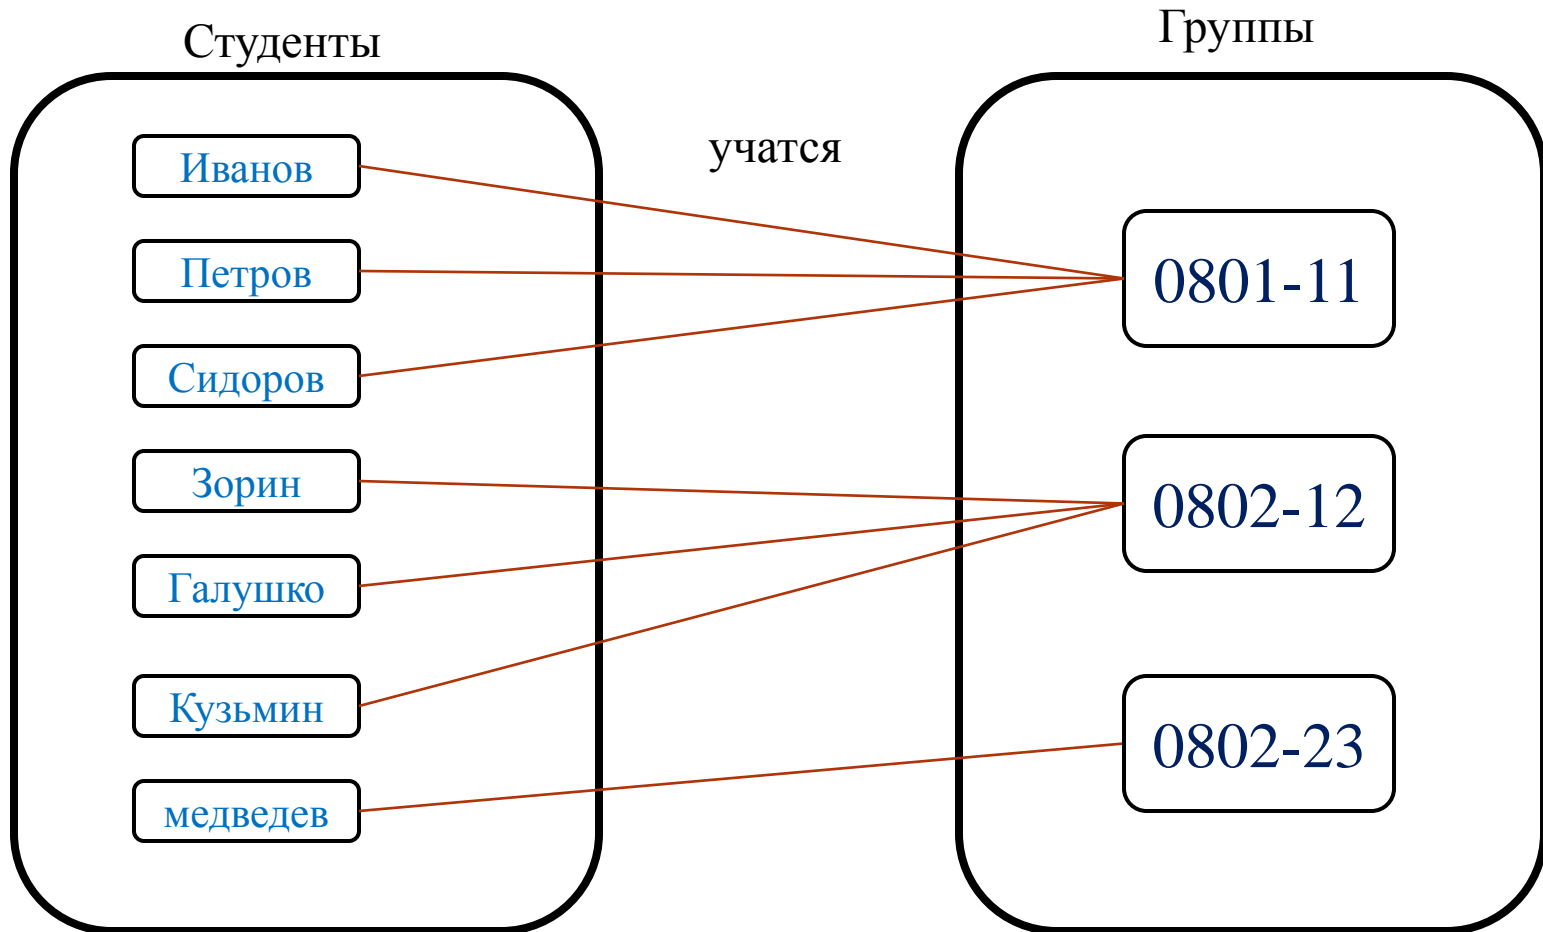 Студенты
Группы
учатся
Иванов
Петров
Сидоров
Зорин
Галушко
Кузьмин
медведев
0801-11
0802-12
0802-23